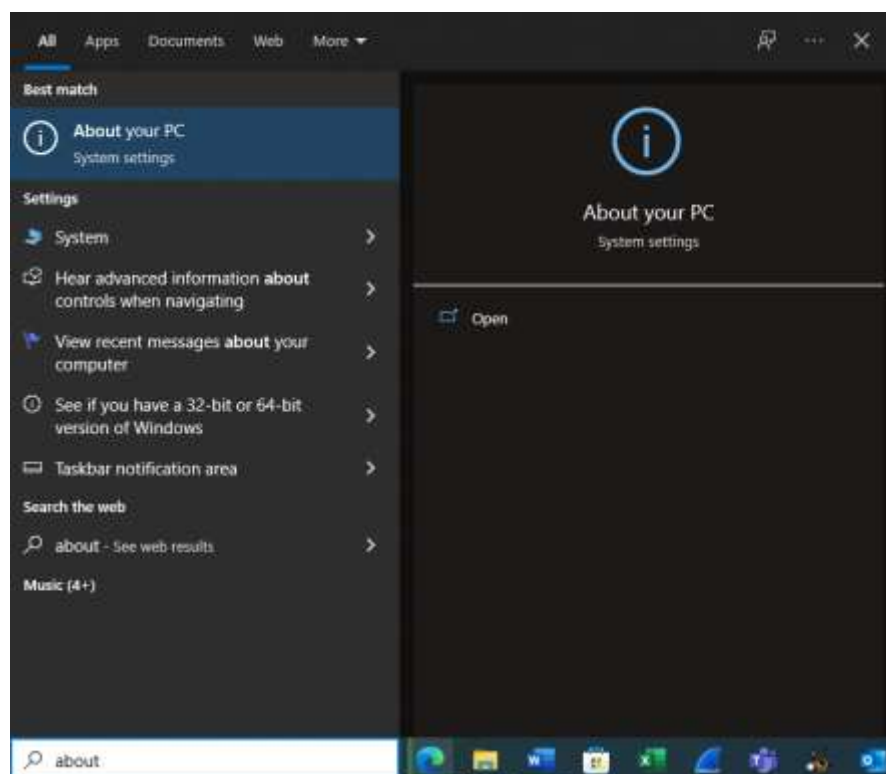 All Apps Documents Web More
Best match
About your PC
System settings
Settings
System
Hear advanced information about
controls when navigating
View recent messages about your
computer
See if you have a 32-bit or 64-bit
version of Windows
Taskbar notification area
Search the web
about - See web results
Music (4+)
about
About your PC
System settings
Open